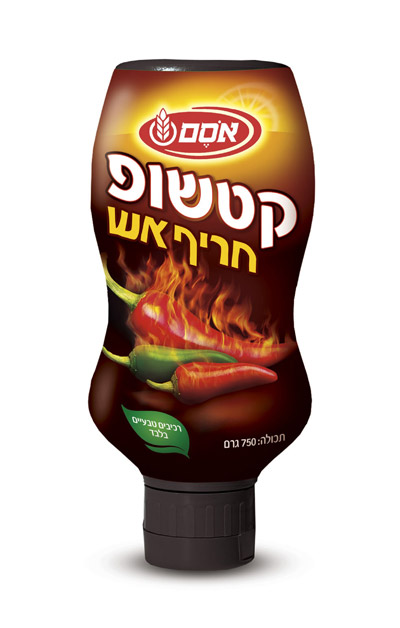 אסם
קטשופ
חריף אש
רכיבים טבעיים
בלבד
תכולה: 750 גרם